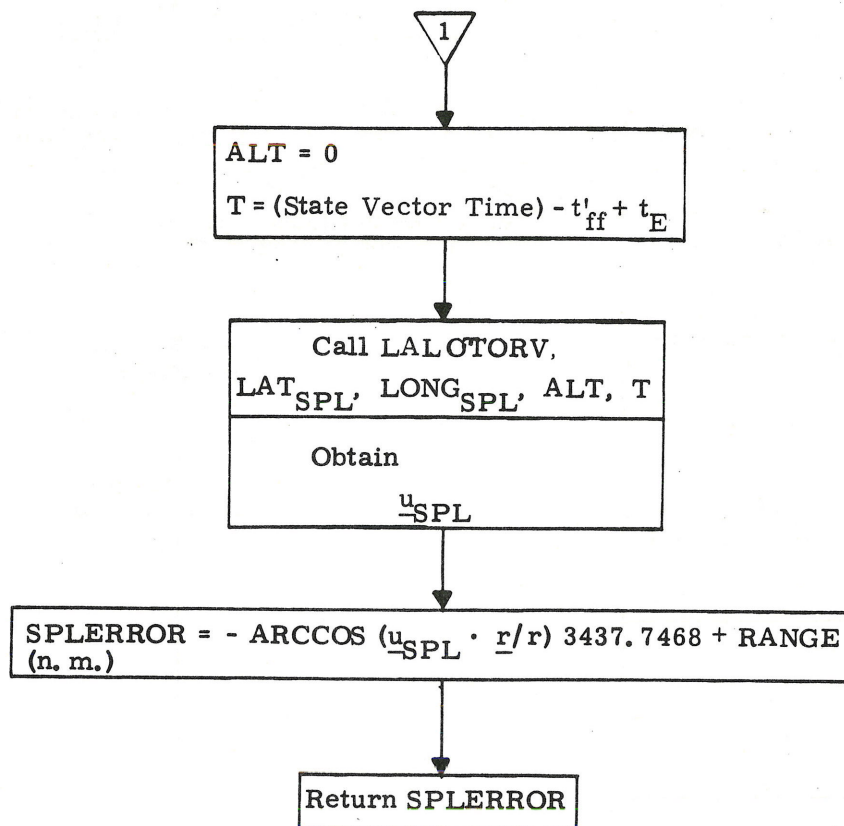 1
ALT = 0
T = (State Vector Time) - t'ff + tE
Call LALOTORV,
LATSPL, LONGSPL, ALT, T
Obtain
uSPL
SPLERROR = - ARCCOS (uSPL · r/r) 3437.7468 + RANGE
(n. m.)
Return SPLERROR